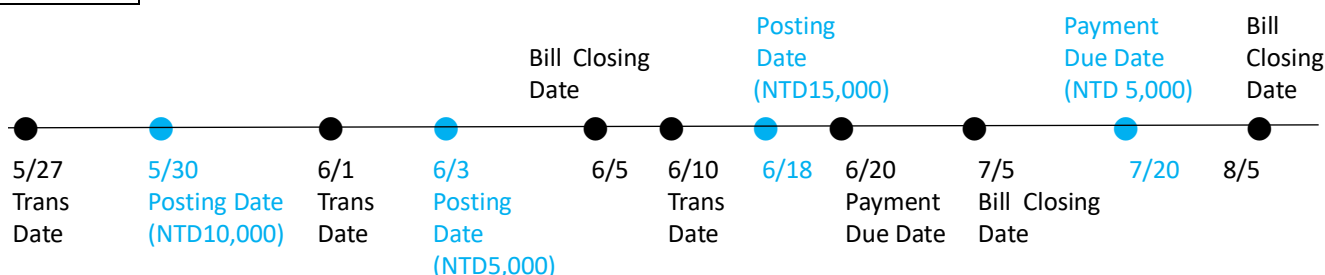 Posting
Date
(NTD15,000)
Payment
Due Date
(NTD 5,000)
Bill
Closing
Date
Bill Closing
Date
5/27
Trans
Date
5/30
Posting Date
(NTD10,000)
6/1
Trans
Date
6/3
Posting
Date
(NTD5,000)
6/5
6/10
Trans
Date
6/18
6/20
Payment
Due Date
7/5
Bill Closing
Date
7/20
8/5